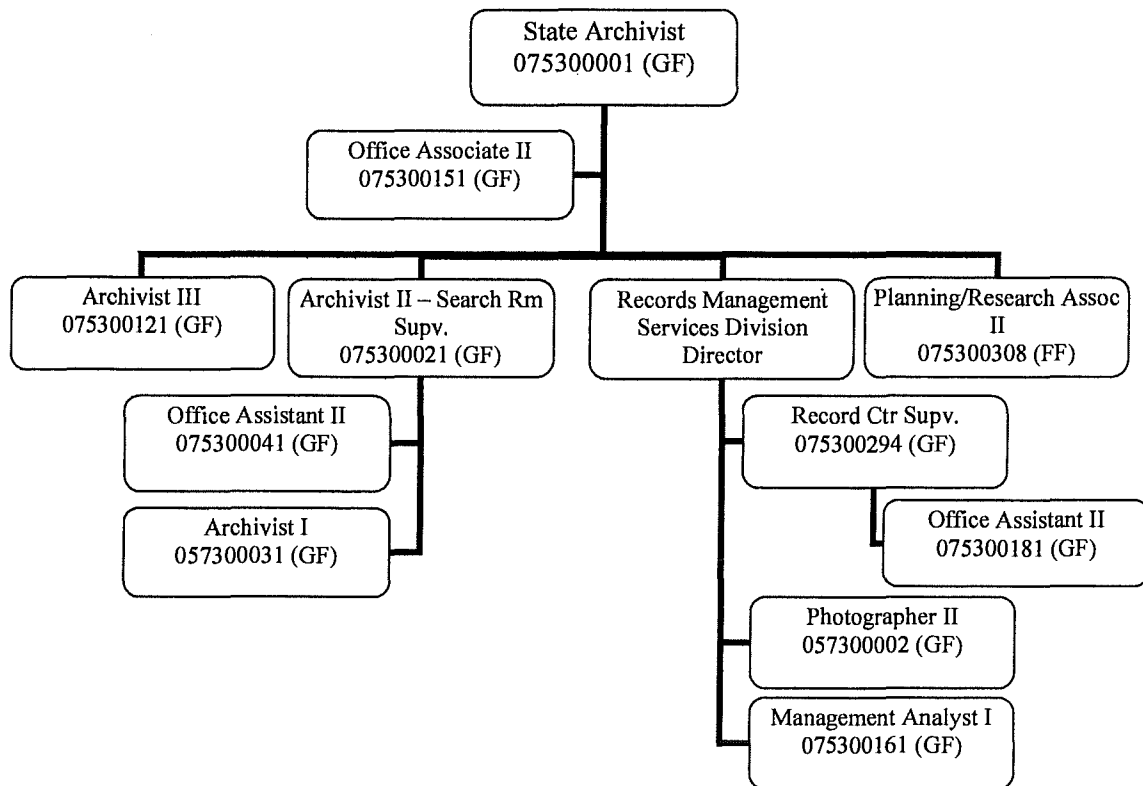 State Archivist
075300001 (GF)
Office Associate II
075300151 (GF)
Archivist III
075300121 (GF)
Archivist II – Search Rm
Supv.
075300021 (GF)
Records Management
Services Division
Director
Planning/Research Assoc
II
075300308 (FF)
Office Assistant II
075300041 (GF)
Archivist I
057300031 (GF)
Record Ctr Supv.
075300294 (GF)
Office Assistant II
075300181 (GF)
Photographer II
057300002 (GF)
Management Analyst I
075300161 (GF)